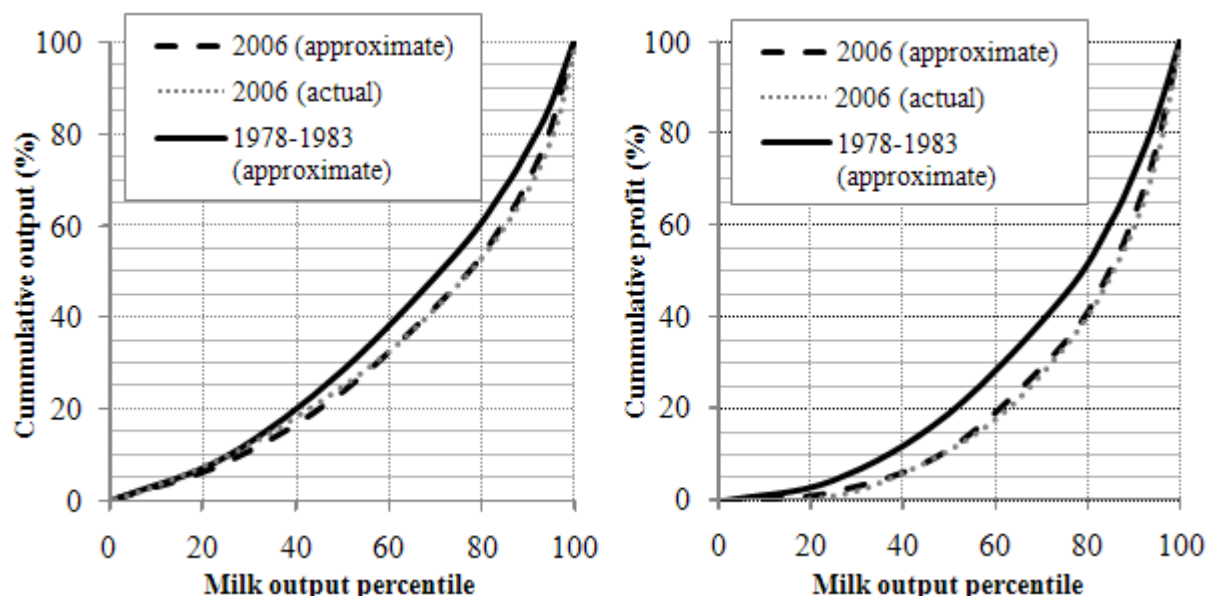 2006 (approximate)
2006 (actual)
1978-1983
(approximate)
Cummulative output (%)
100
80
60
40
20
0
0 20 40 60 80 100
Milk output percentile
2006 (approximate)
2006 (actual)
1978-1983
(approximate)
Cumulative profit (%)
100
80
60
40
20
0
0 20 40 60 80 100
Milk output percentile